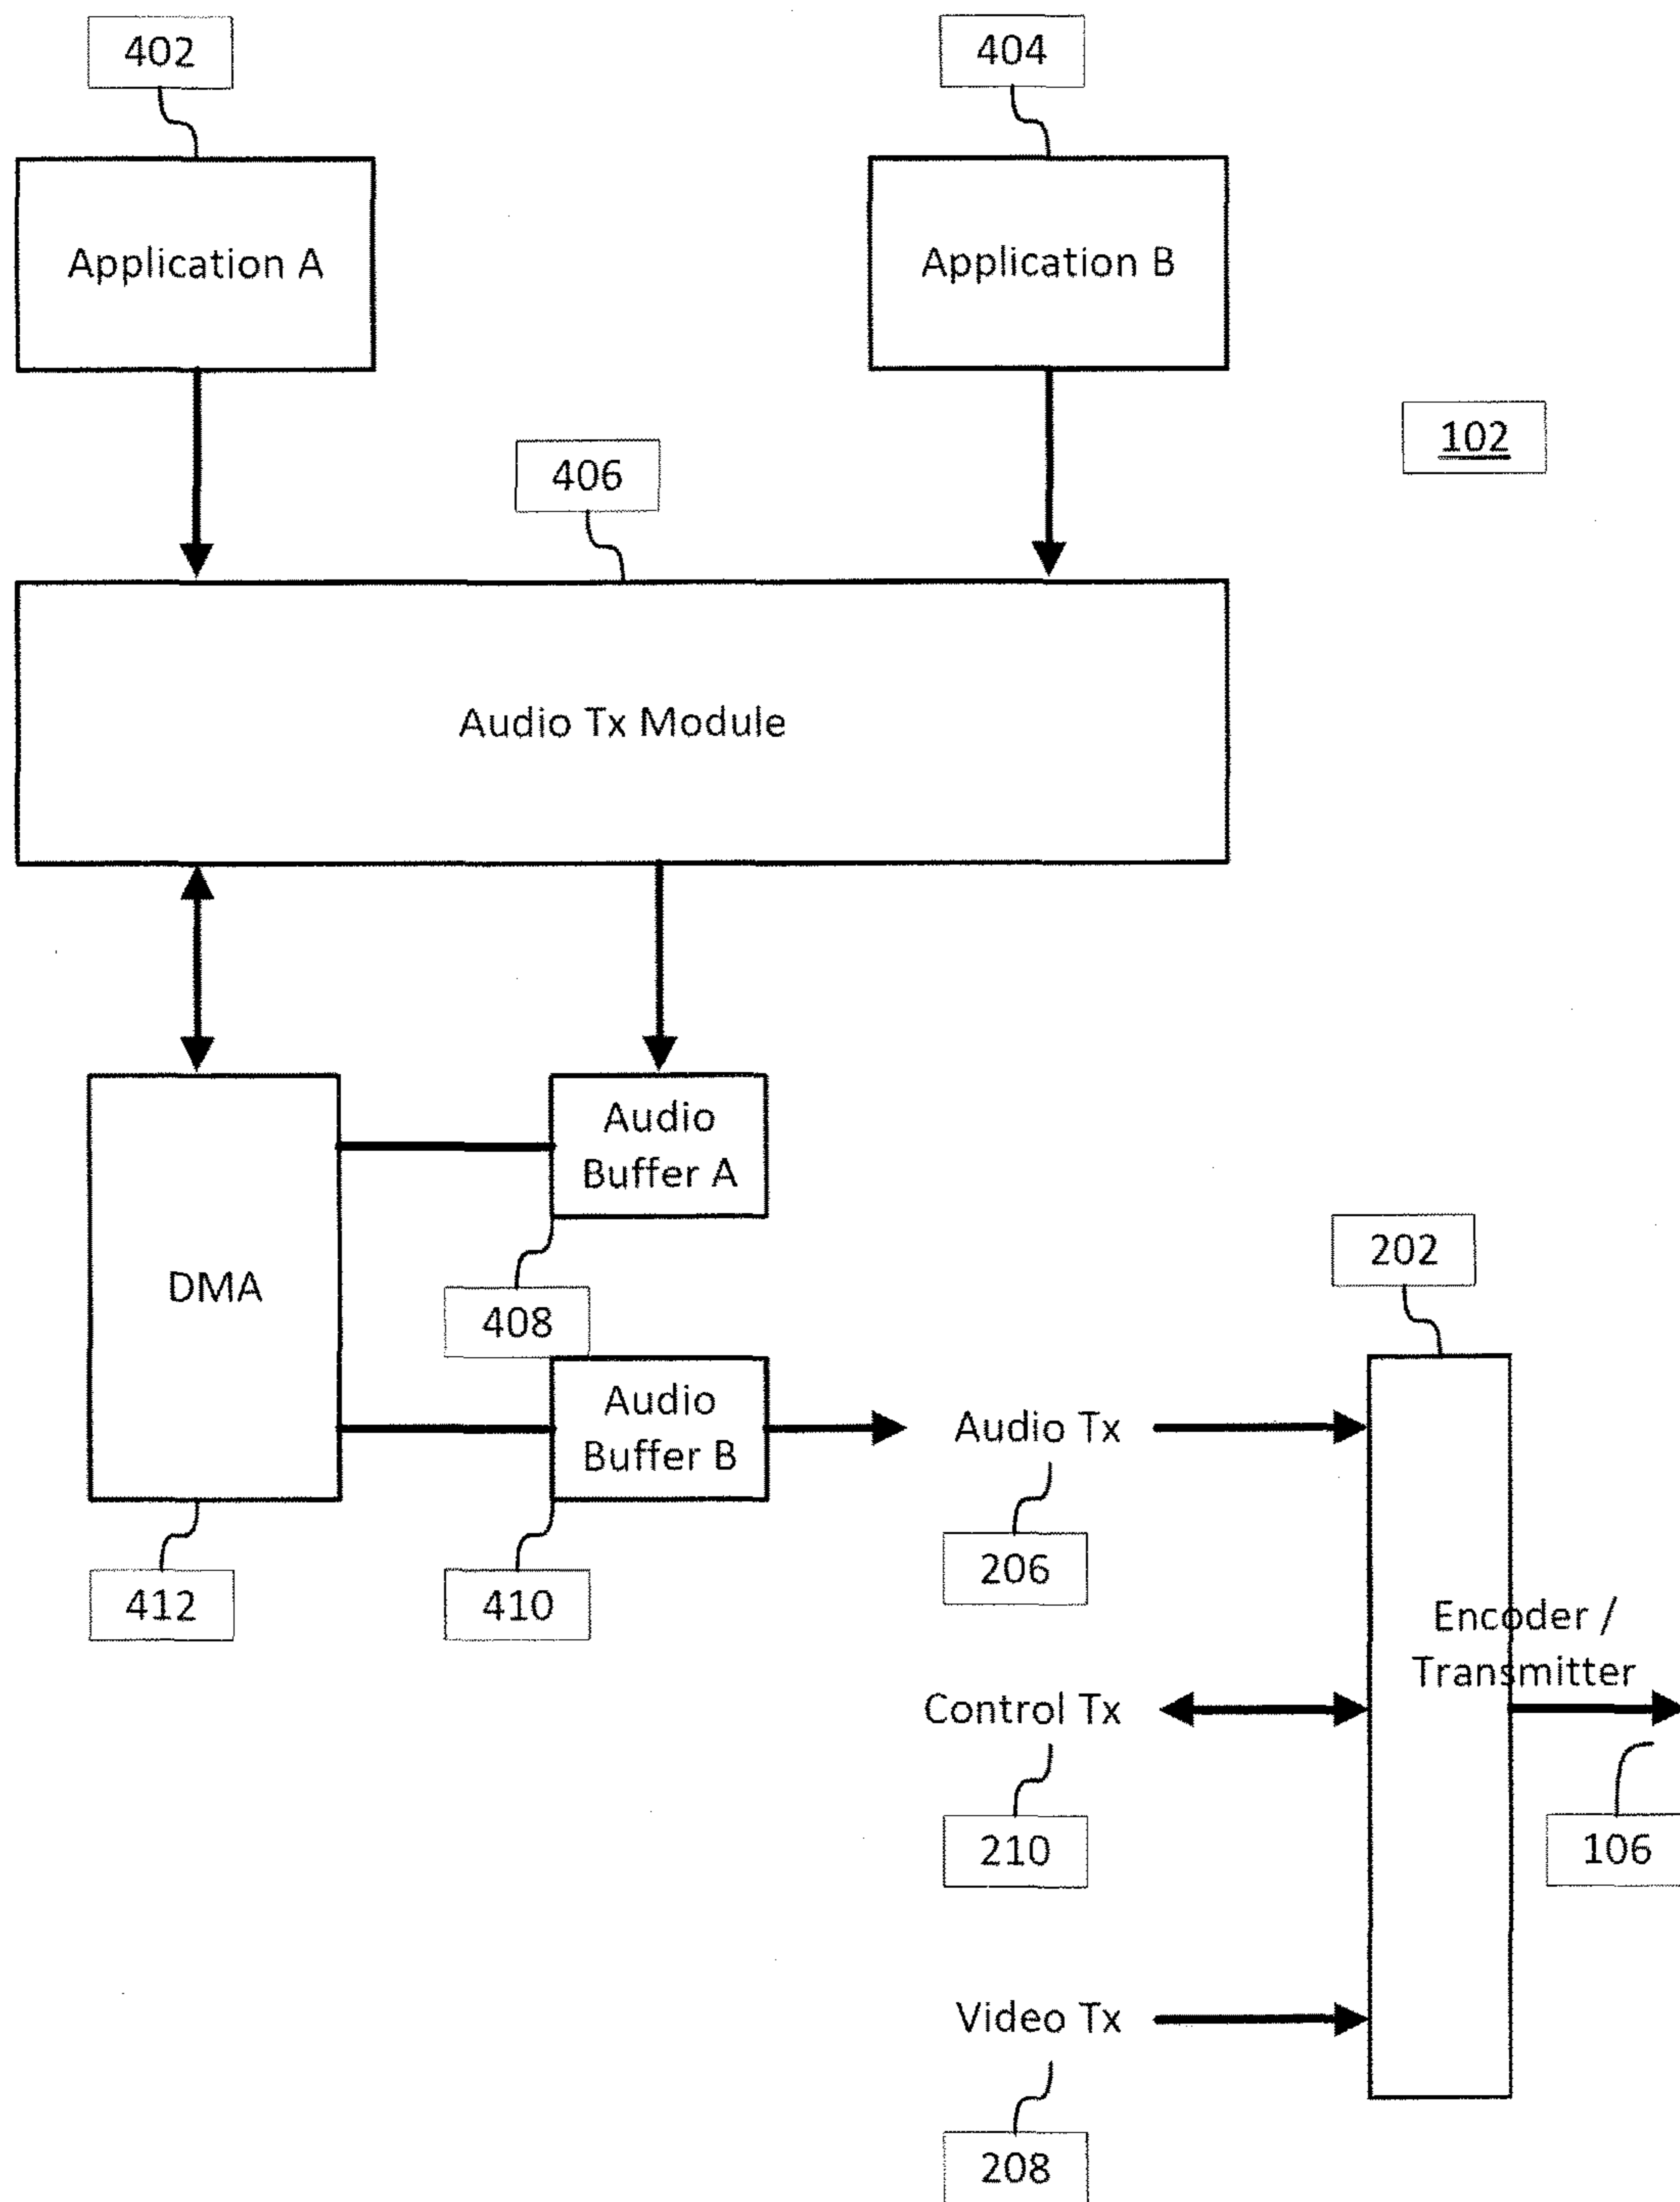 402
404
Application A
Application B
102
406
Audio Tx Module
Audio
Buffer A
DMA
408
202
Audio
Buffer B
Audio Tx
412
410
206
Encoder /
Transmitter
Control Tx
210
106
Video Tx
208